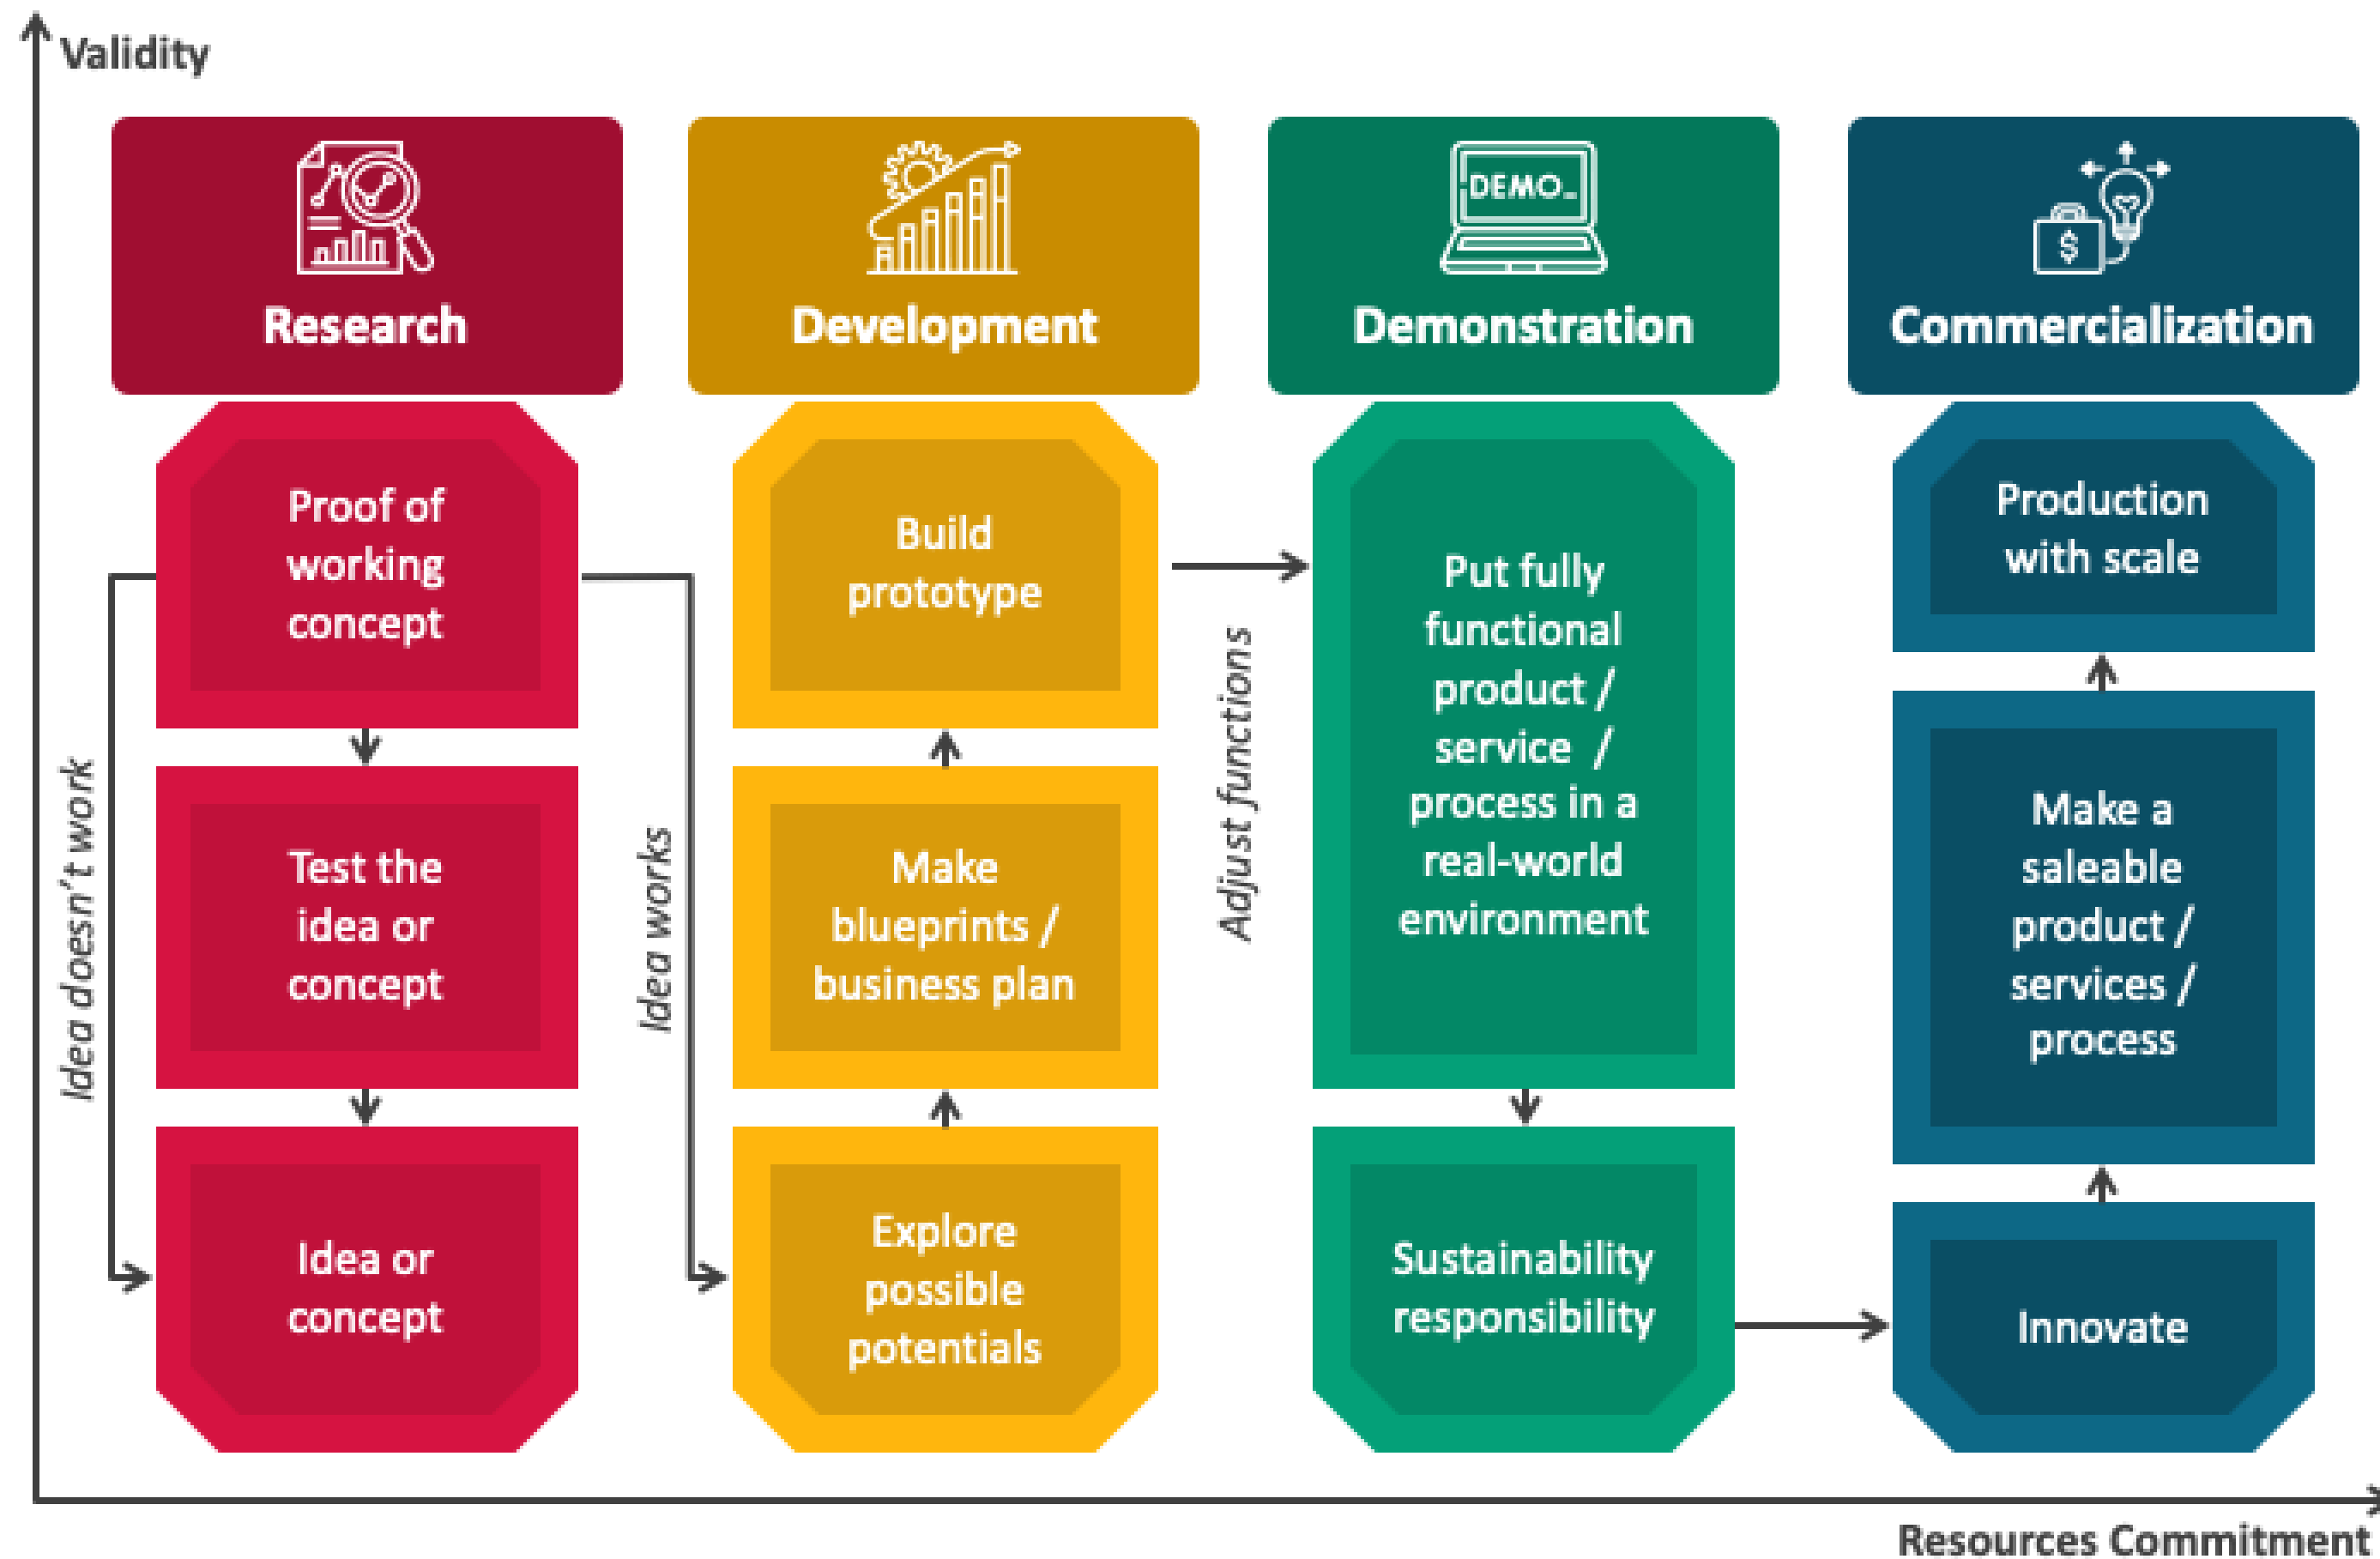 Validity
Research
Proof of
working
concept
Test the
idea or
concept
Idea or
concept
Idea doesn't work
Idea works
Development
Build
prototype
Make
blueprints /
business plan
Explore
possible
potentials
Adjust functions
DEMO_
Demonstration
Put fully
functional
product /
service /
process in a
real-world
environment
Sustainability
responsibility
$
Commercialization
Production
with scale
Make a
saleable
product /
services /
process
Innovate
Resources Commitment